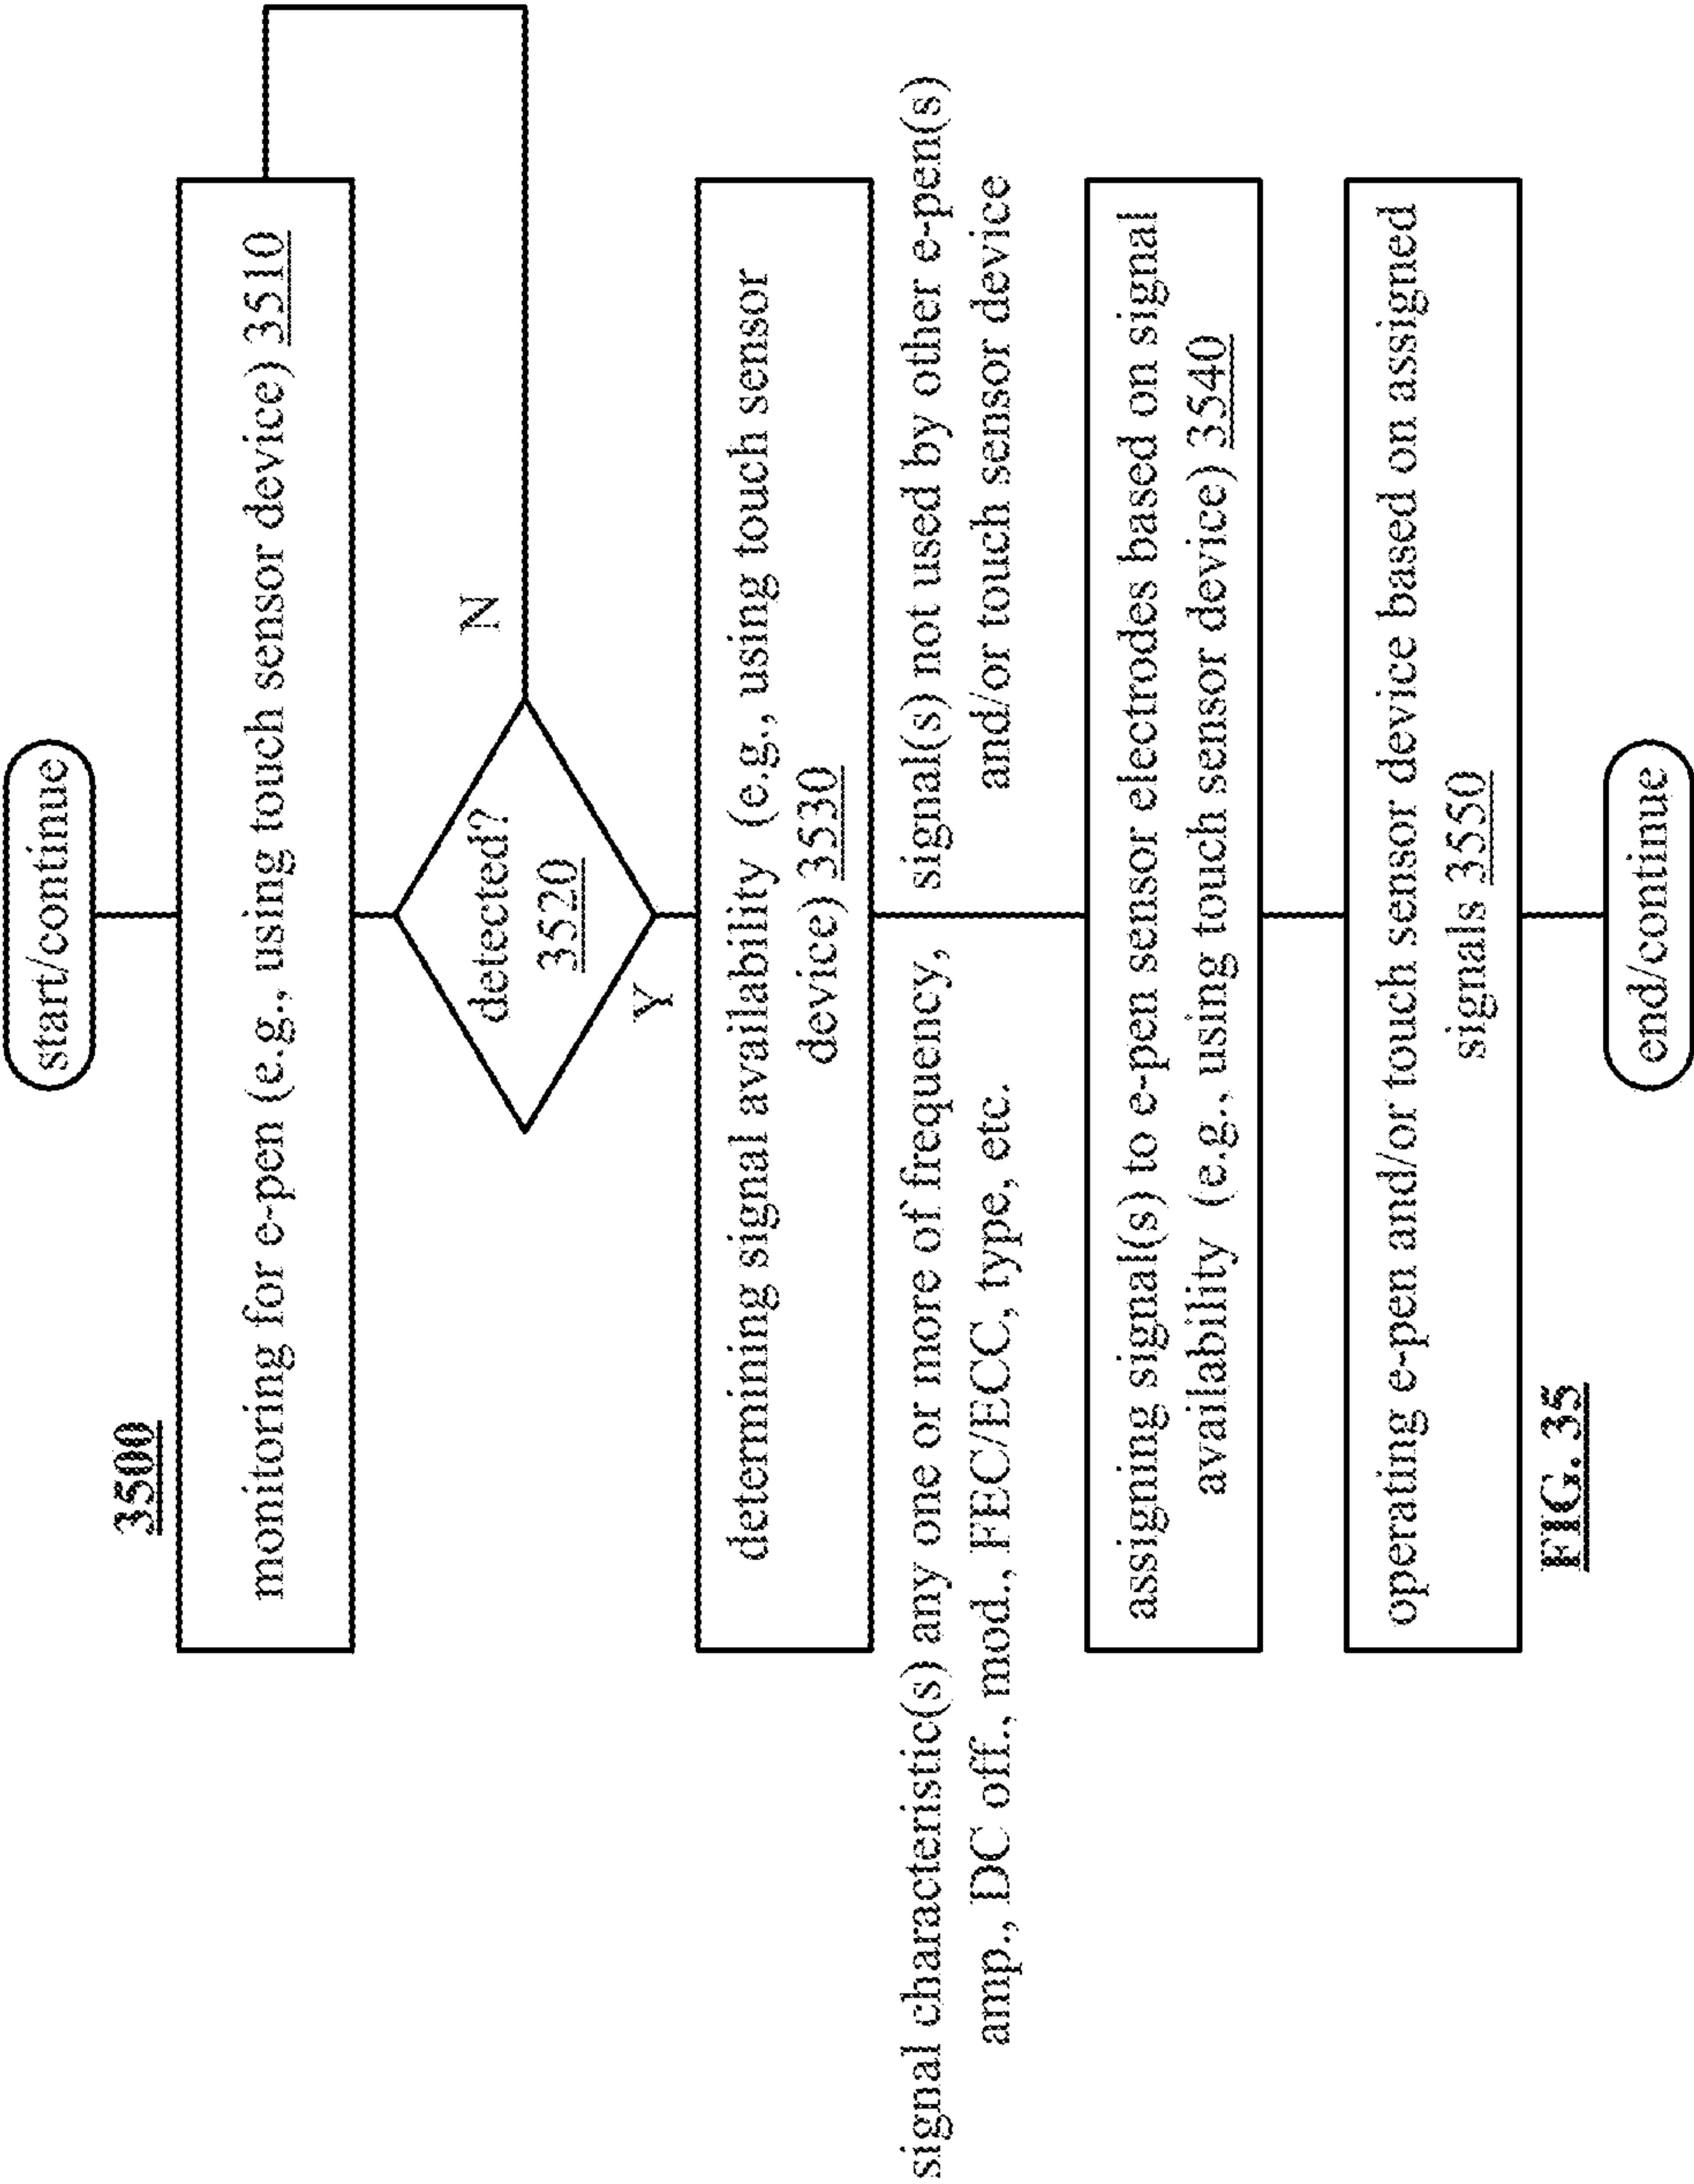 start/continue
3500
monitoring for e-pen (e.g., using touch sensor device) 3510
detected?
3520
N
Y
determining signal availability (e.g., using touch sensor
device) 3530
signal characteristic(s) any one or more of frequency,
amp., DC off., mod., FEC/ECC, type, etc.
signal(s) not used by other e-pen(s)
and/or touch sensor device
assigning signal(s) to e-pen sensor electrodes based on signal
availability (e.g., using touch sensor device) 3540
operating e-pen and/or touch sensor device based on assigned
signals 3550
FIG. 35
end/continue